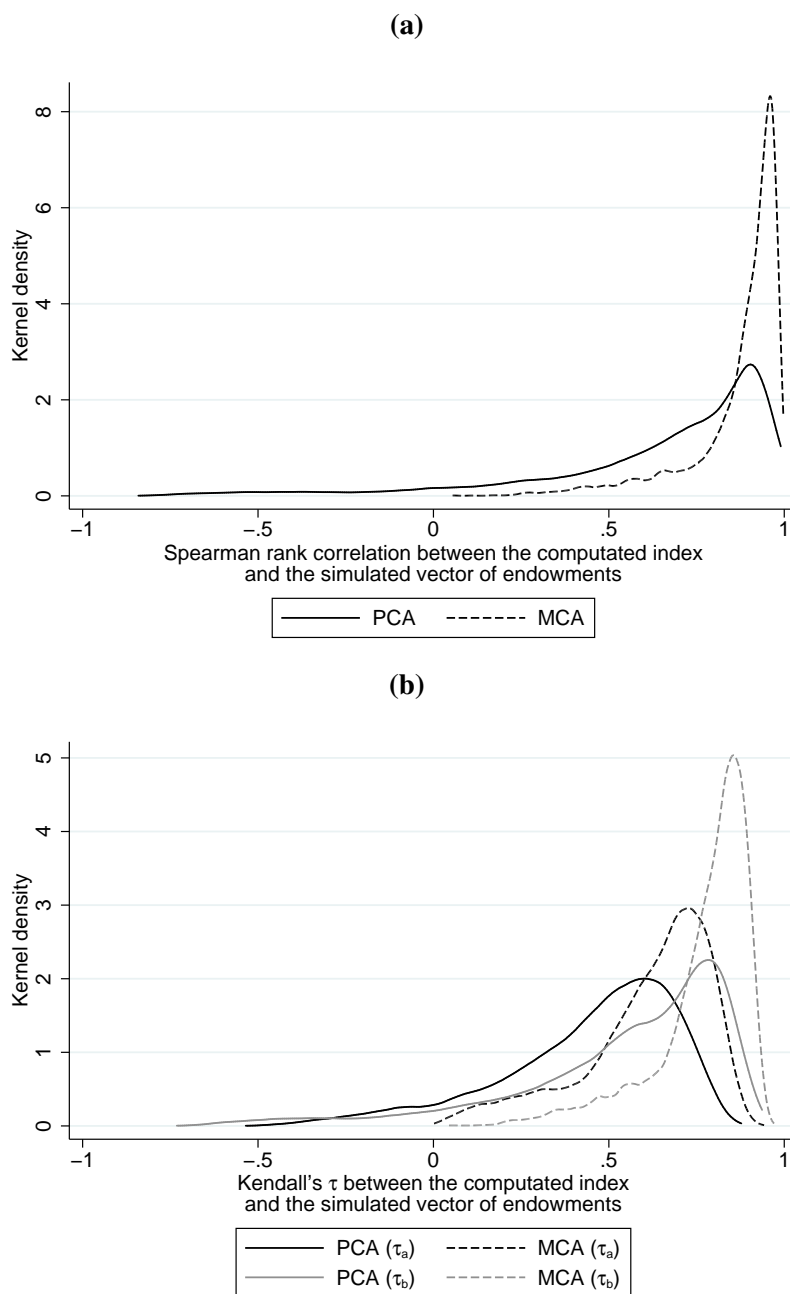 (a)
8
6
4
2
0
Kernel density
−1
−.5
0
.5
1
Spearman rank correlation between the computated index
and the simulated vector of endowments
PCA
MCA
(b)
5
4
3
2
1
0
Kernel density
−1
−.5
0
.5
1
Kendall's τ between the computated index
and the simulated vector of endowments
PCA (τa)
MCA (τa)
PCA (τb)
MCA (τb)